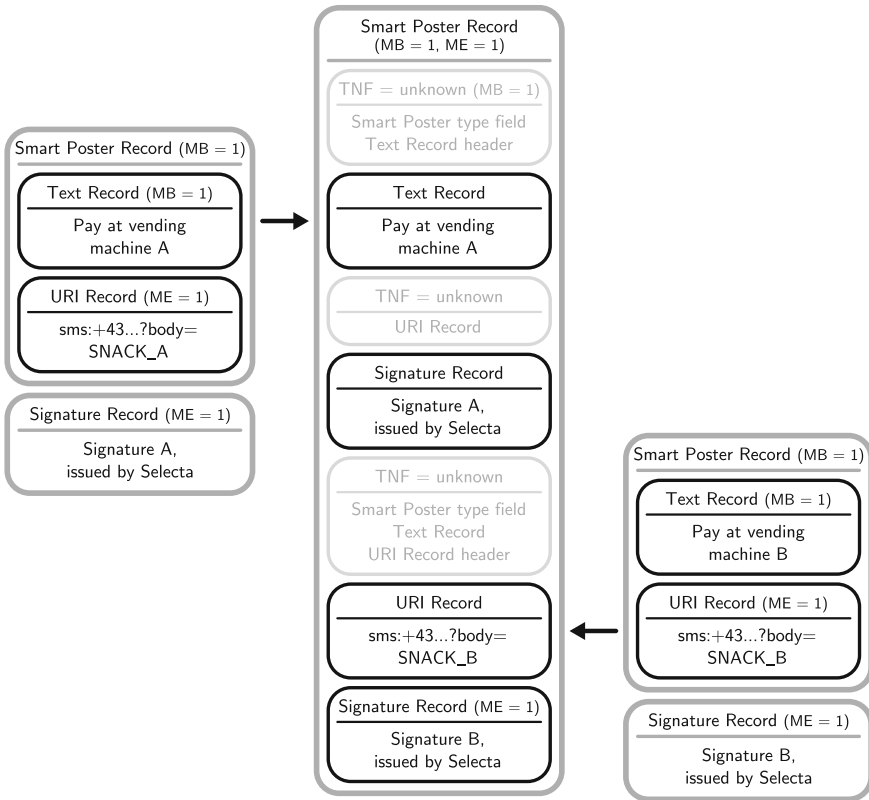 Smart Poster Record (MB = 1)
Text Record (MB = 1)
Pay at vending
machine A
URI Record (ME = 1)
sms:+43...?body=
SNACK_A
Signature Record (ME = 1)
Signature A,
issued by Selecta
Smart Poster Record
(MB = 1, ME = 1)
TNF = unknown (MB = 1)
Smart Poster type field
Text Record header
Text Record
Pay at vending
machine A
TNF = unknown
URI Record
Signature Record
Signature A,
issued by Selecta
TNF = unknown
Smart Poster type field
Text Record
URI Record header
URI Record
sms:+43...?body=
SNACK_B
Signature Record (ME = 1)
Signature B,
issued by Selecta
Smart Poster Record (MB = 1)
Text Record (MB = 1)
Pay at vending
machine B
URI Record (ME = 1)
sms:+43...?body=
SNACK_B
Signature Record (ME = 1)
Signature B,
issued by Selecta